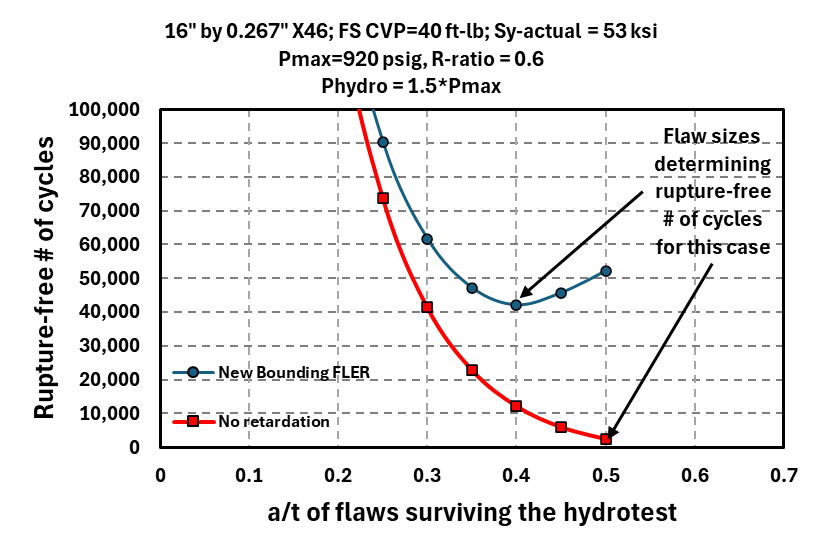 16" by 0.267" X46; FS CVP=40 ft-lb; Sy-actual = 53 ksi
Pmax=920 psig, R-ratio = 0.6
Phydro = 1.5*Pmax
100,000
90,000
80,000
70,000
60,000
50,000
40,000
30,000
20,000
10,000
0
Rupture-free # of cycles
Flaw sizes
determining
rupture-free
# of cycles
for this case
New Bounding FLER
No retardation
0
0.1
0.2
0.3
0.4
0.5
0.6
0.7
a/t of flaws surviving the hydrotest